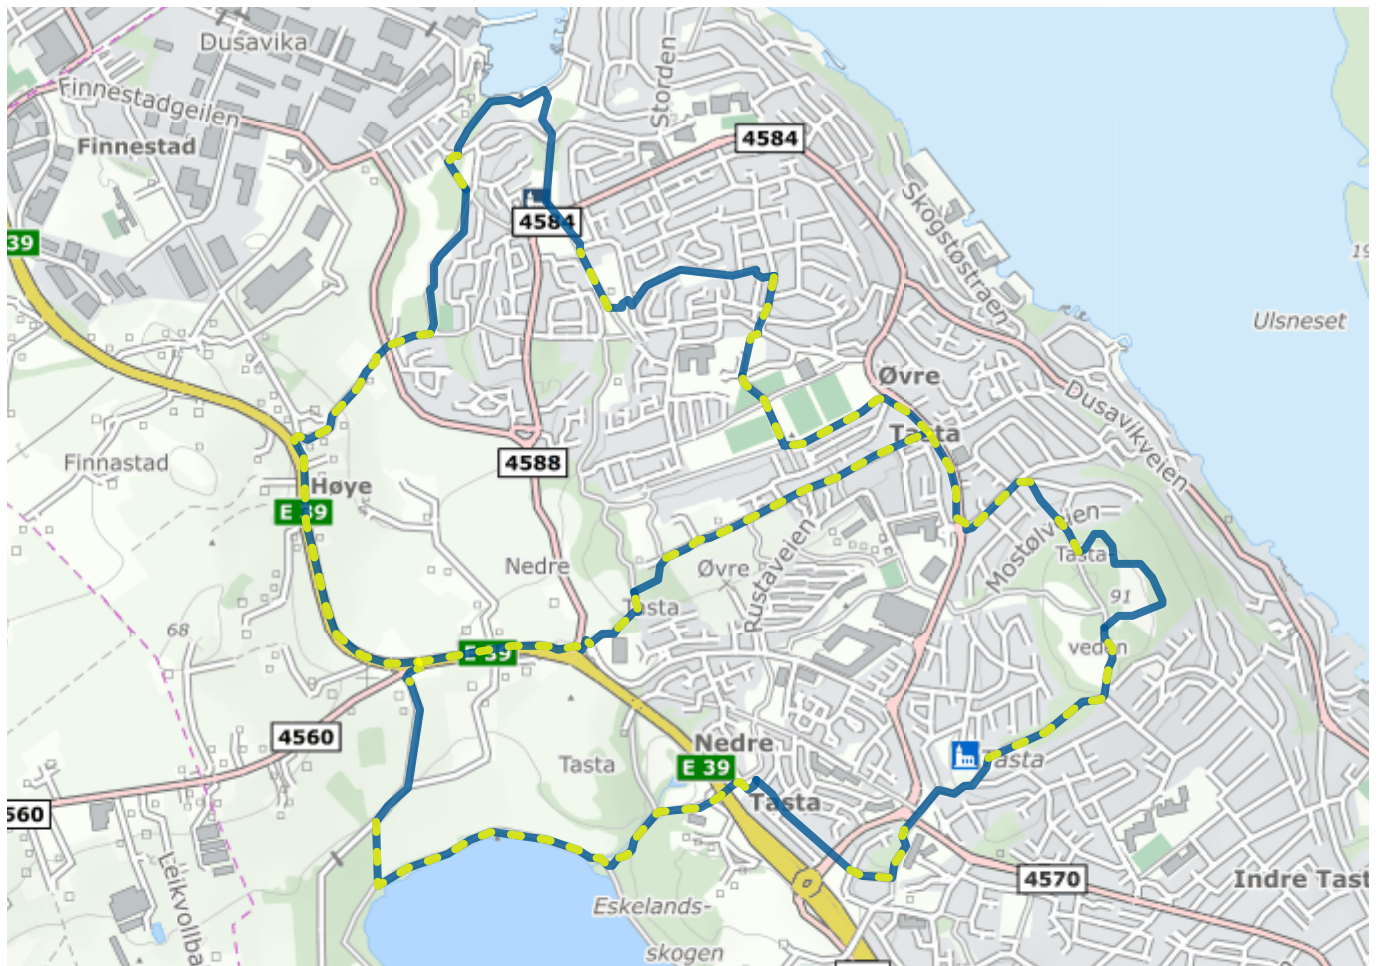 Dusavika
Storden
Finnestadgeilen
4584
Finnestad
Skogstøstraen
4584
39
19
Ulsneset
Øvre
Dusavikveien
Tasta
4588
Finnastad
Høye
E 39
Mostølveien
Rustaveien
Tasta-
Nedre
Øvre
91
Tasta
68
veden
E 39
4560
Nedre
Tasta
Tasta
E 39
Tasta
560
Leikvollba
4570
Indre Tast
Eskelands-
skogen